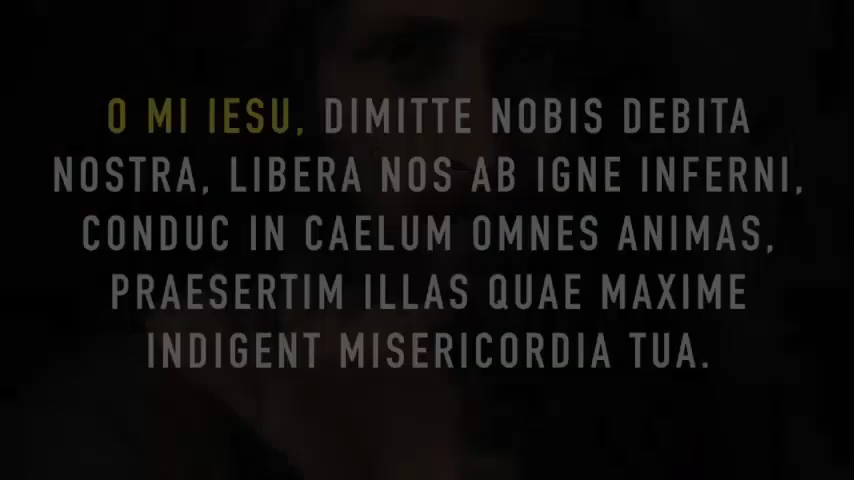 O MI IESU, DIMITTE NOBIS DEBITA
NOSTRA, LIBERA NOS AB IGNE INFERNI,
CONDUC IN CAELUM OMNES ANIMAS,
PRAESERTIM ILLAS QUAE MAXIME
INDIGENT MISERICORDIA TUA.